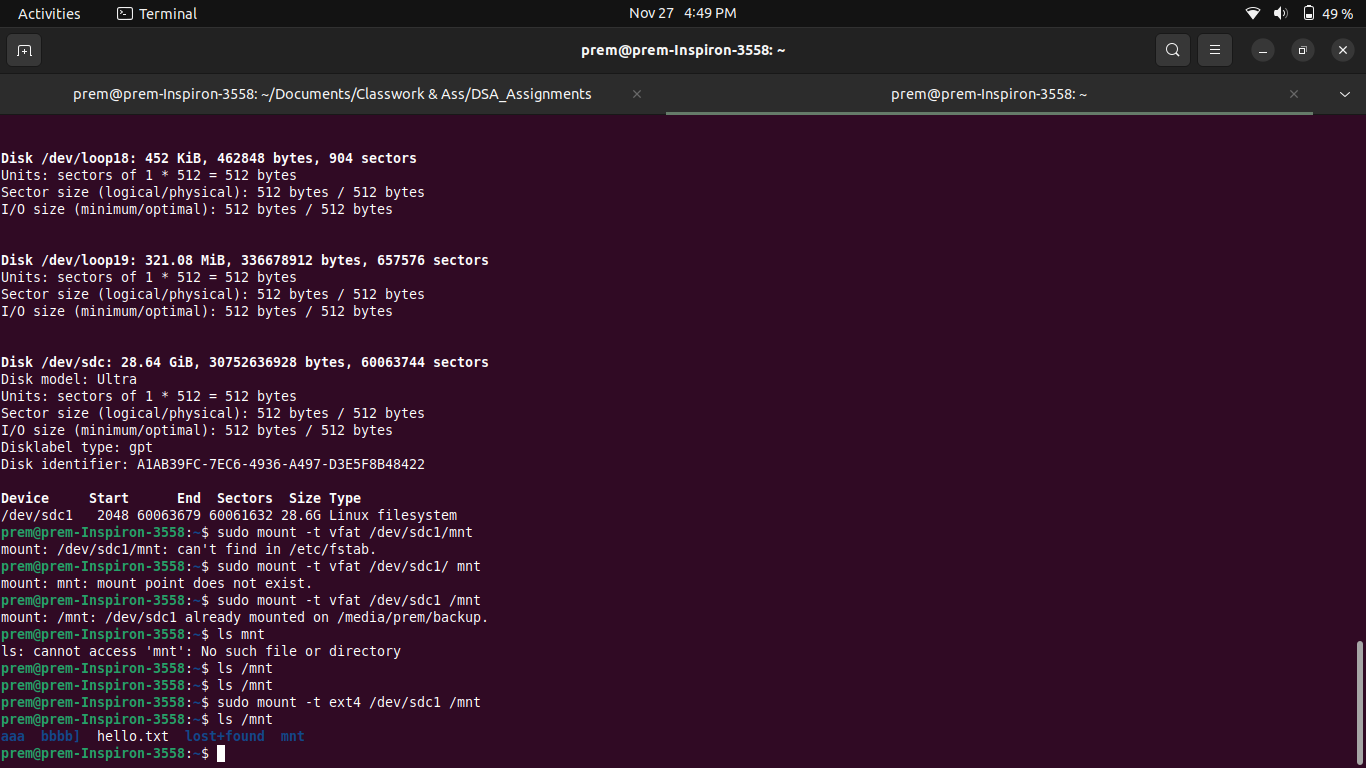 Activities Terminal Nov 27 4:49 PM 49 %
prem@prem-Inspiron-3558: ~
prem@prem-Inspiron-3558: ~/Documents/Classwork & Ass/DSA_Assignments prem@prem-Inspiron-3558: ~
Disk /dev/loop18: 452 KiB, 462848 bytes, 904 sectors
Units: sectors of 1 * 512 = 512 bytes
Sector size (logical/physical): 512 bytes / 512 bytes
I/O size (minimum/optimal): 512 bytes / 512 bytes
Disk /dev/loop19: 321.08 MiB, 336678912 bytes, 657576 sectors
Units: sectors of 1 * 512 = 512 bytes
Sector size (logical/physical): 512 bytes / 512 bytes
I/O size (minimum/optimal): 512 bytes / 512 bytes
Disk /dev/sdc: 28.64 GiB, 30752636928 bytes, 60063744 sectors
Disk model: Ultra
Units: sectors of 1 * 512 = 512 bytes
Sector size (logical/physical): 512 bytes / 512 bytes
I/O size (minimum/optimal): 512 bytes / 512 bytes
Disklabel type: gpt
Disk identifier: A1AB39FC-7EC6-4936-A497-D3E5F8B48422
Device     Start      End  Sectors  Size Type
/dev/sdc1   2048 60063679 60061632 28.6G Linux filesystem
prem@prem-Inspiron-3558:~$ sudo mount -t vfat /dev/sdc1/mnt
mount: /dev/sdc1/mnt: can't find in /etc/fstab.
prem@prem-Inspiron-3558:~$ sudo mount -t vfat /dev/sdc1/ mnt
mount: mnt: mount point does not exist.
prem@prem-Inspiron-3558:~$ sudo mount -t vfat /dev/sdc1 /mnt
mount: /mnt: /dev/sdc1 already mounted on /media/prem/backup.
prem@prem-Inspiron-3558:~$ ls mnt
ls: cannot access 'mnt': No such file or directory
prem@prem-Inspiron-3558:~$ ls /mnt
prem@prem-Inspiron-3558:~$ ls /mnt
prem@prem-Inspiron-3558:~$ sudo mount -t ext4 /dev/sdc1 /mnt
prem@prem-Inspiron-3558:~$ ls /mnt
aaa  bbbb]  hello.txt  lost+found  mnt
prem@prem-Inspiron-3558:~$